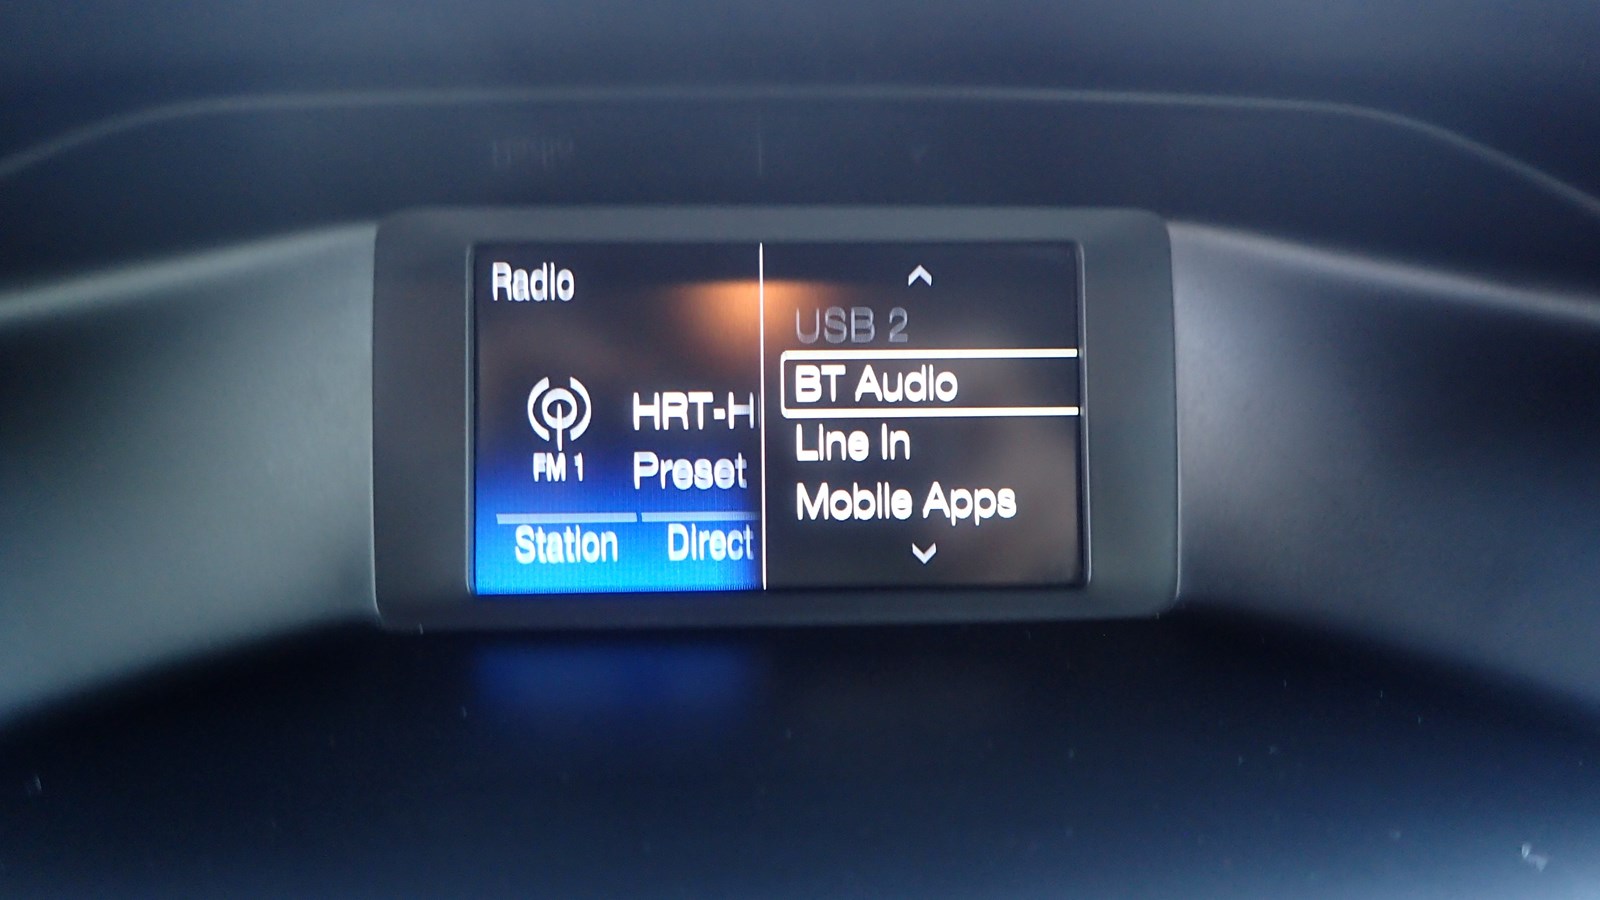 Radio
FM 1
HRT-H
Preset
Station
Direct
USB 2
BT Audio
Line In
Mobile Apps